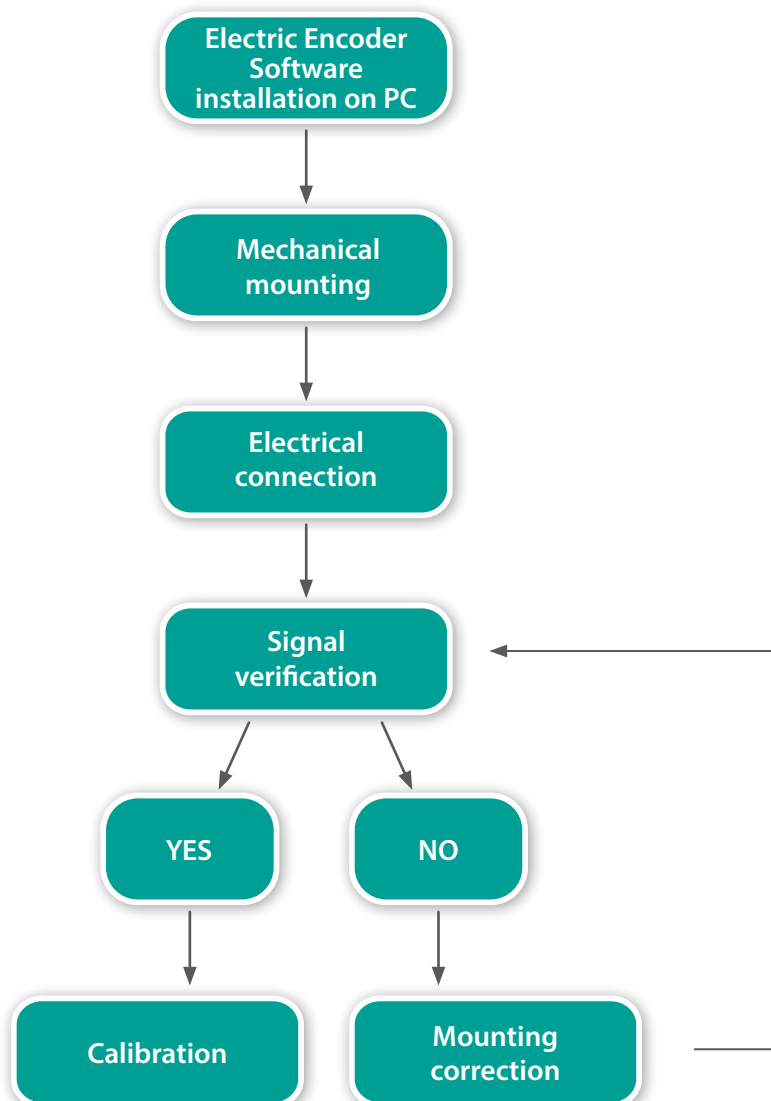 Electric Encoder
Software
installation on PC
Mechanical
mounting
Electrical
connection
Signal
verification
YES
NO
Calibration
Mounting
correction